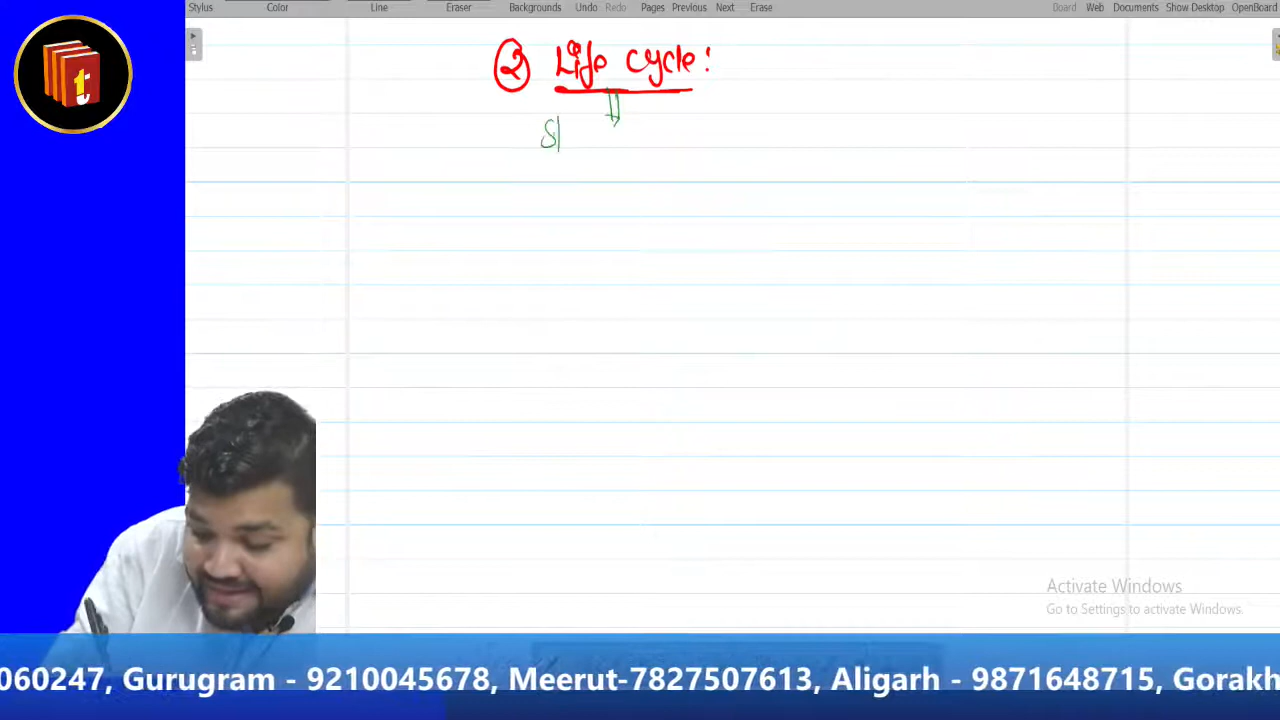 Stylus Color Line Eraser Backgrounds Undo Redo Pages Previous Next Erase Board Web Documents Show Desktop OpenBoard
② Life cycle:
t
Activate Windows
Go to Settings to activate Windows.
060247, Gurugram - 9210045678, Meerut-7827507613, Aligarh - 9871648715, Gorakh